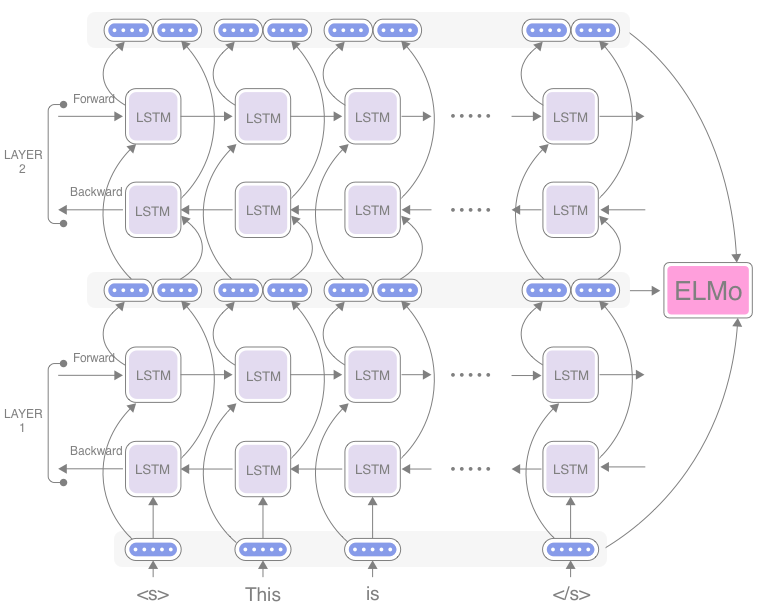 Forward
LSTM LSTM LSTM LSTM
LAYER
2
Backward
LSTM LSTM LSTM LSTM
ELMo
Forward
LSTM LSTM LSTM LSTM
LAYER
1
Backward
LSTM LSTM LSTM LSTM
<s> This is </s>